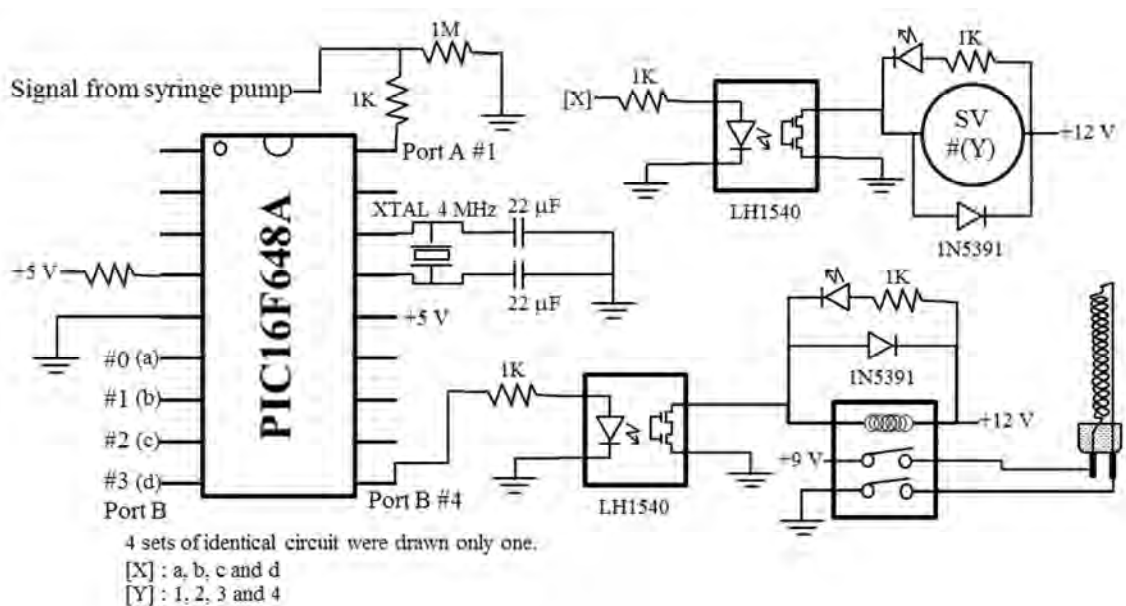 1M
Signal from syringe pump
1K
Port A #1
PIC16F648A
XTAL 4 MHz
22 μF
22 μF
+5 V
+5 V
#0 (a)
#1 (b)
#2 (c)
#3 (d)
Port B
Port B #4
[X]
1K
LH1540
1K
SV
#(Y)
+12 V
1N5391
1K
LH1540
1K
1N5391
+12 V
+9 V
4 sets of identical circuit were drawn only one.
[X] : a, b, c and d
[Y] : 1, 2, 3 and 4